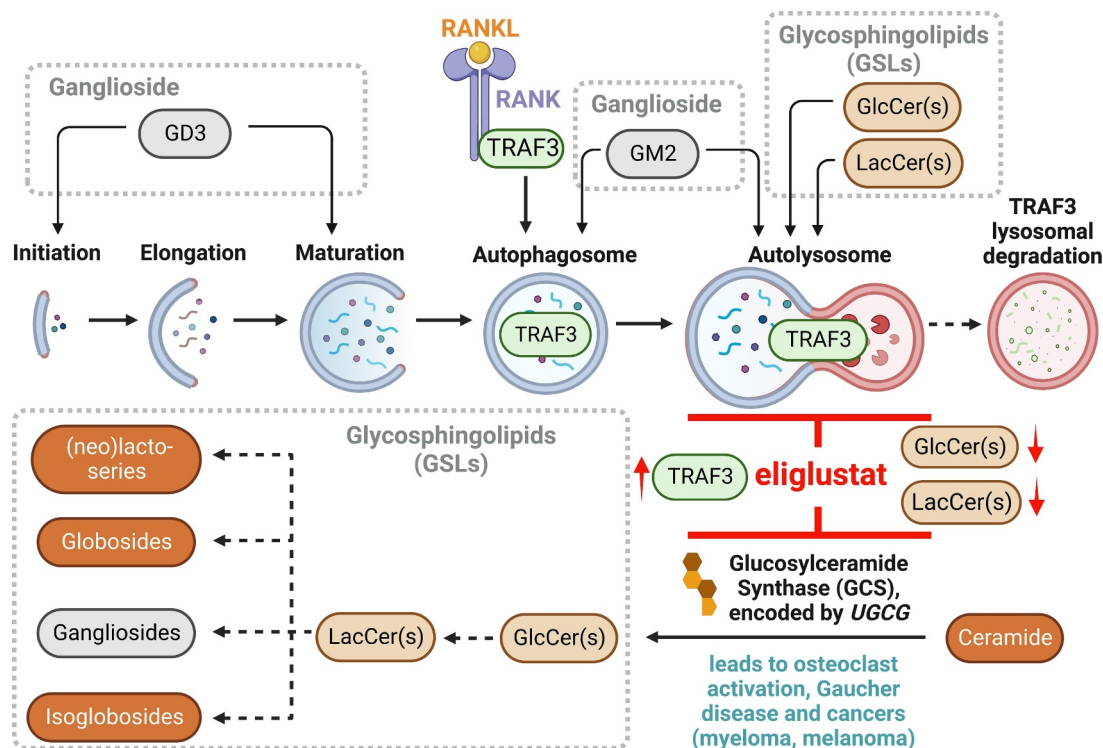 RANKL
RANK
TRAF3
Ganglioside
GD3
Ganglioside
GM2
Glycosphingolipids
(GSLs)
GlcCer(s)
LacCer(s)
Initiation
Elongation
Maturation
Autophagosome
Autolysosome
TRAF3
lysosomal
degradation
TRAF3
TRAF3
Glycosphingolipids
(GSLs)
(neo)lacto-
series
Globosides
Gangliosides
Isoglobosides
LacCer(s)
GlcCer(s)
TRAF3
eliglustat
GlcCer(s)
LacCer(s)
Glucosylceramide
Synthase (GCS),
encoded by UGCG
Ceramide
leads to osteoclast
activation, Gaucher
disease and cancers
(myeloma, melanoma)